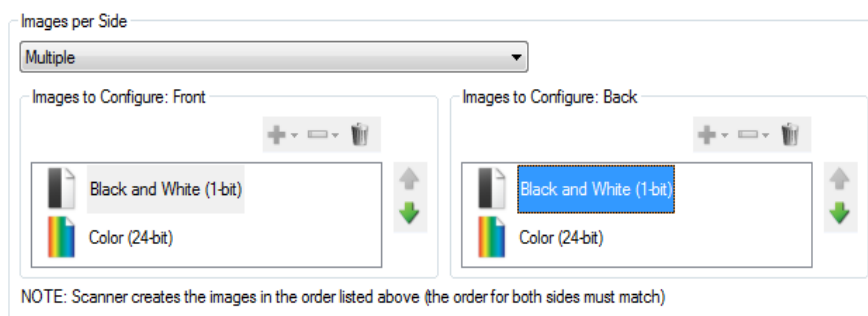 Images per Side
Multiple
Images to Configure: Front
Images to Configure: Back
Black and White (1-bit)
Color (24-bit)
Black and White (1-bit)
Color (24-bit)
NOTE: Scanner creates the images in the order listed above (the order for both sides must match)